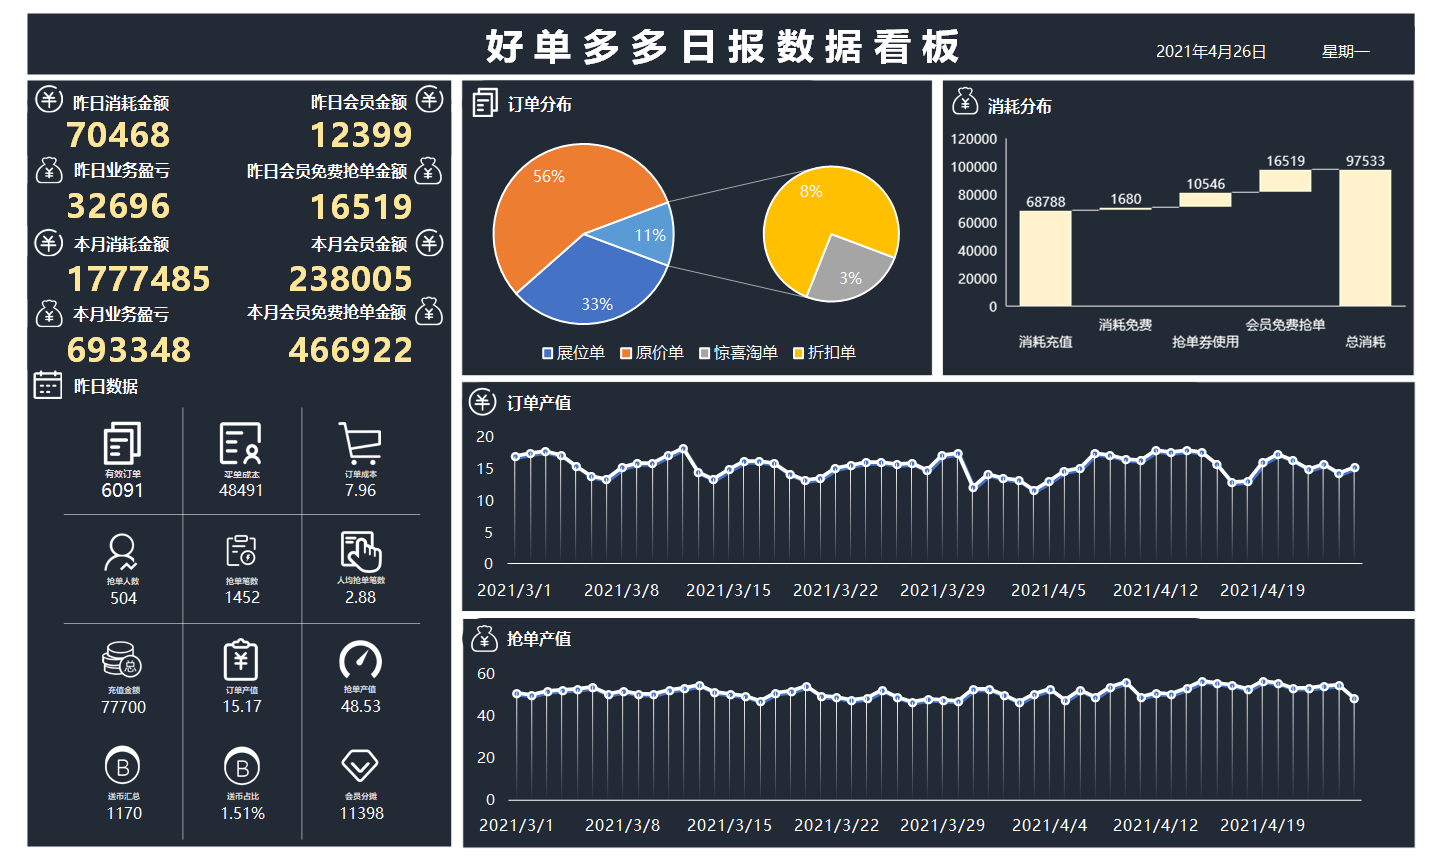 好单多多日报数据看板
2021年4月26日 星期一
昨日消耗金额 昨日会员金额
70468 12399
昨日业务盈亏 昨日会员免费抢单金额
32696 16519
本月消耗金额 本月会员金额
1777485 238005
本月业务盈亏 本月会员免费抢单金额
693348 466922
昨日数据
有效订单 买单成本 订单成本
6091 48491 7.96
抢单人数 抢单笔数 人均抢单笔数
504 1452 2.88
总
充值金额 订单产值 抢单产值
77700 15.17 48.53
B B
送币汇总 送币占比 会员分摊
1170 1.51% 11398
订单分布
56%
11%
33%
8%
3%
展位单 原价单 惊喜淘单 折扣单
消耗分布
120000
100000
80000
60000
40000
20000
0
68788 1680 10546 16519 97533
消耗充值 消耗免费 抢单券使用 会员免费抢单 总消耗
订单产值
20
15
10
5
0
2021/3/1 2021/3/8 2021/3/15 2021/3/22 2021/3/29 2021/4/5 2021/4/12 2021/4/19
抢单产值
60
40
20
0
2021/3/1 2021/3/8 2021/3/15 2021/3/22 2021/3/29 2021/4/4 2021/4/12 2021/4/19